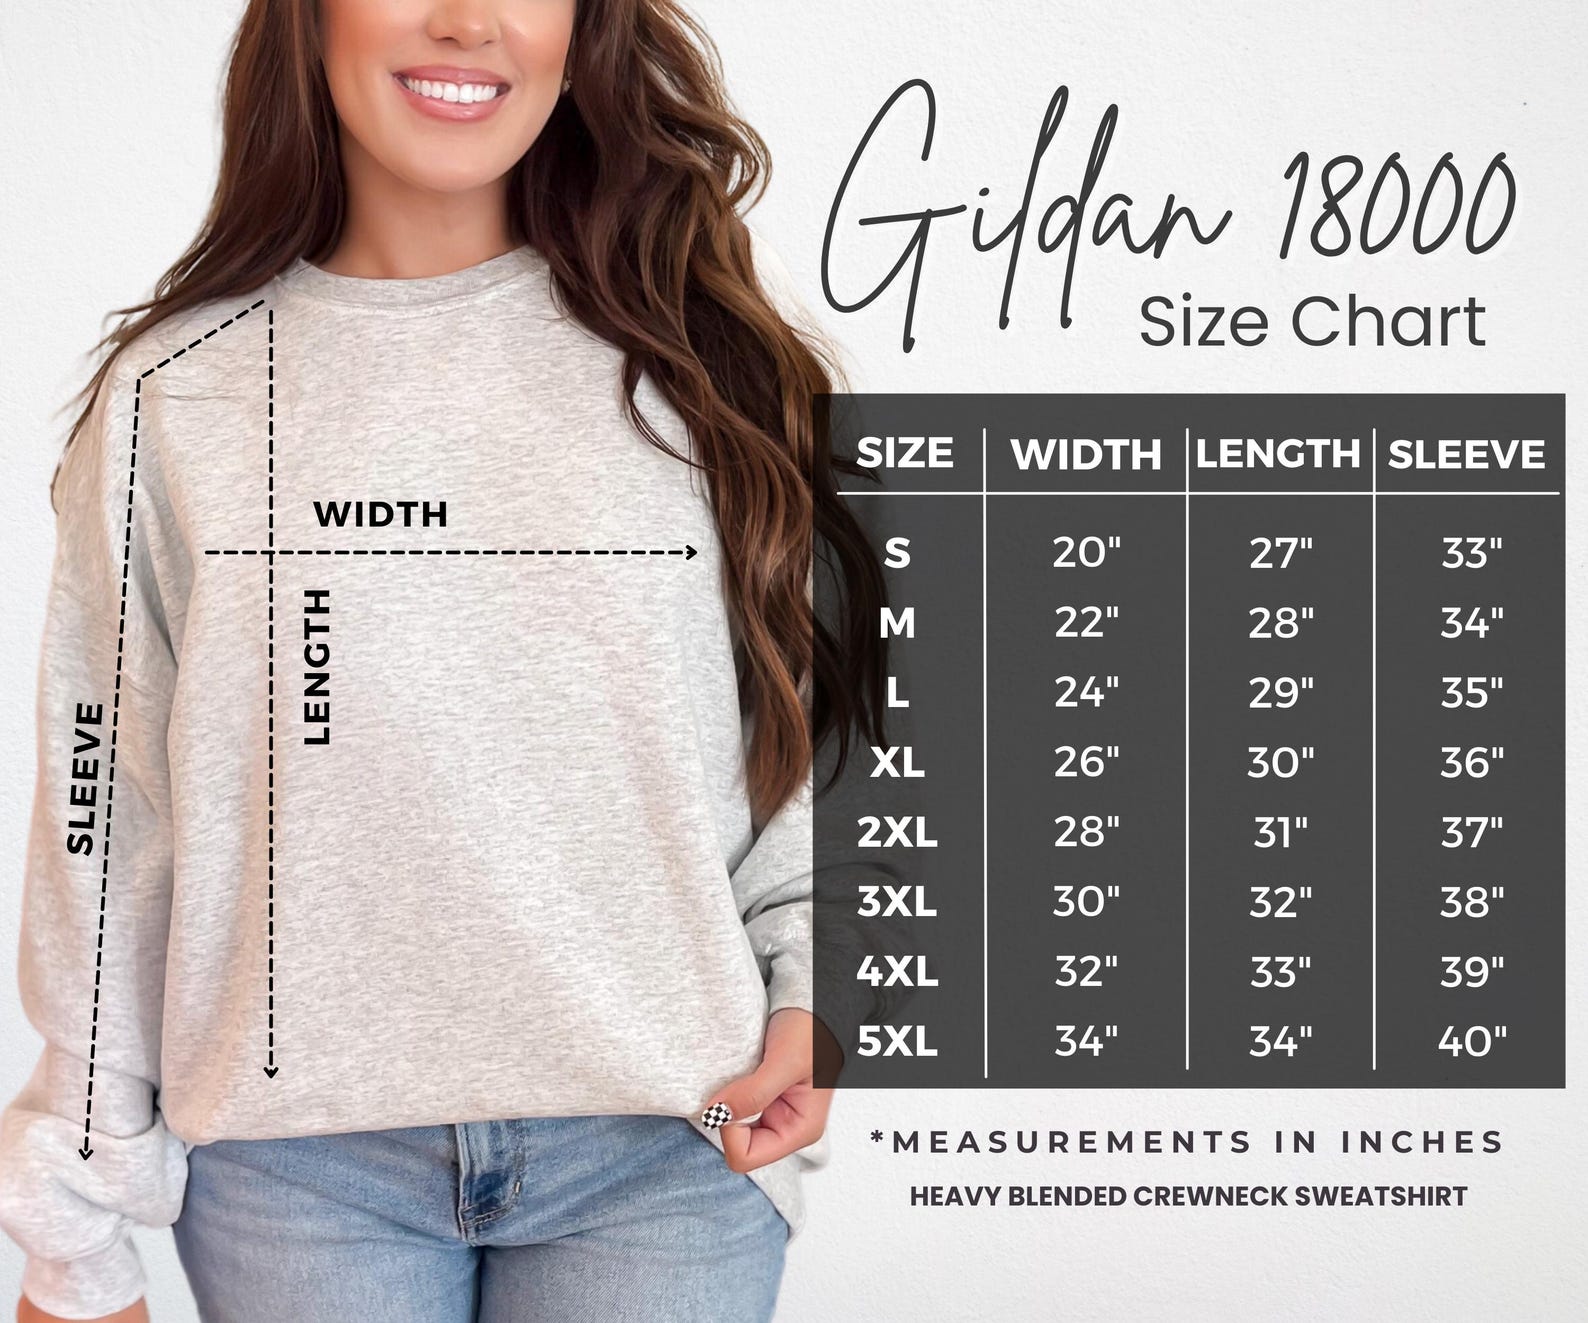 Gildan 18000
Size Chart
SIZE WIDTH LENGTH SLEEVE
S 20" 27" 33"
M 22" 28" 34"
L 24" 29" 35"
XL 26" 30" 36"
2XL 28" 31" 37"
3XL 30" 32" 38"
4XL 32" 33" 39"
5XL 34" 34" 40"
*MEASUREMENTS IN INCHES
HEAVY BLENDED CREWNECK SWEATSHIRT
WIDTH
LENGTH
SLEEVE